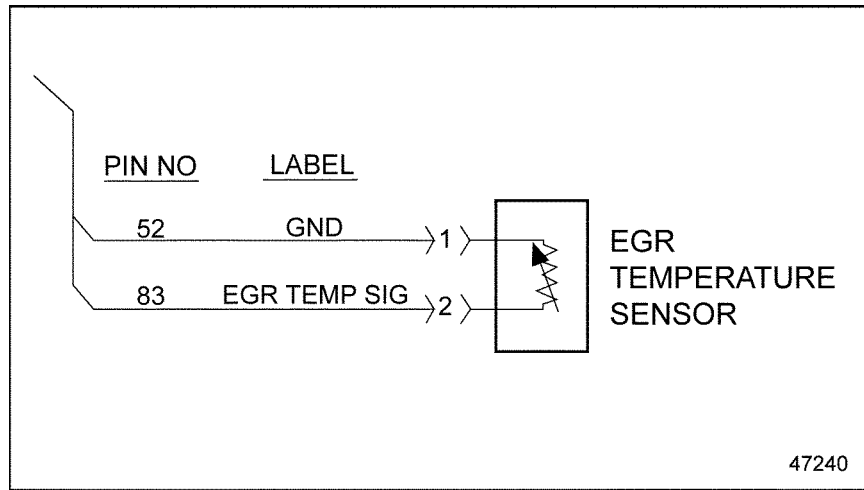 PIN NO LABEL
52 GND 1
83 EGR TEMP SIG 2
EGR
TEMPERATURE
SENSOR
47240